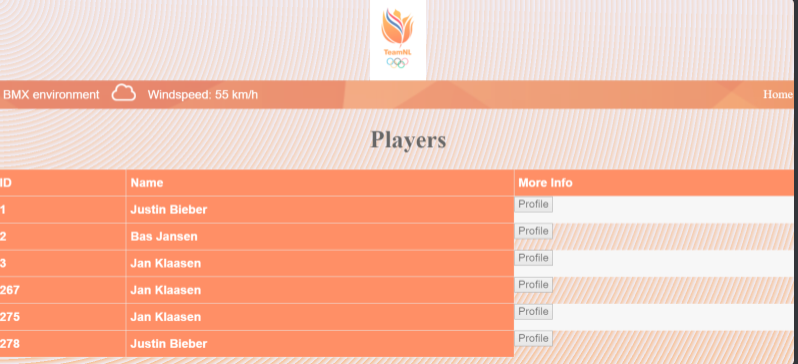 TeamNL
BMX environment Windspeed: 55 km/h Home
Players
ID Name More Info
1 Justin Bieber Profile
2 Bas Jansen Profile
3 Jan Klaasen Profile
267 Jan Klaasen Profile
275 Jan Klaasen Profile
278 Justin Bieber Profile